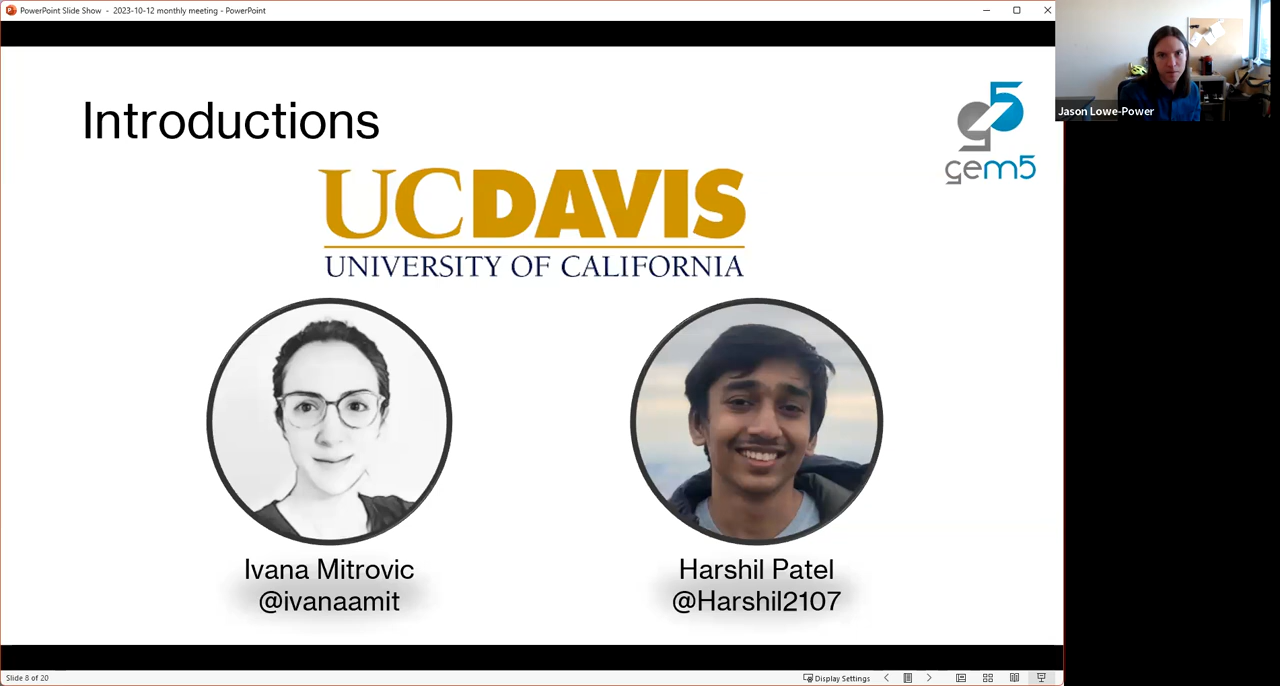 PowerPoint Slide Show - 2023-10-12 monthly meeting - PowerPoint
Jason Lowe-Power
Introductions
gem5
UCDAVIS
UNIVERSITY OF CALIFORNIA
Ivana Mitrovic
@ivanaamit
Harshil Patel
@Harshil2107
Slide 8 of 20
Display Settings